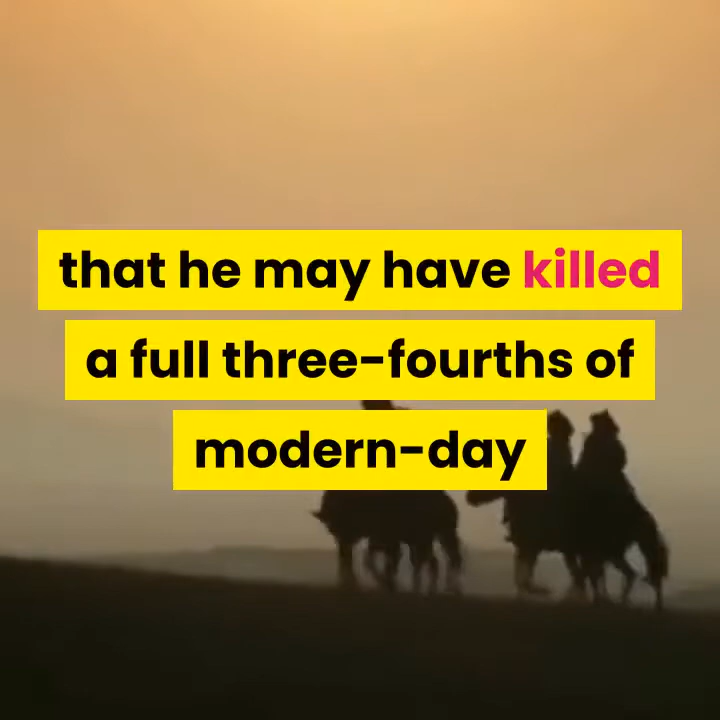 that he may have killed
a full three-fourths of
modern-day